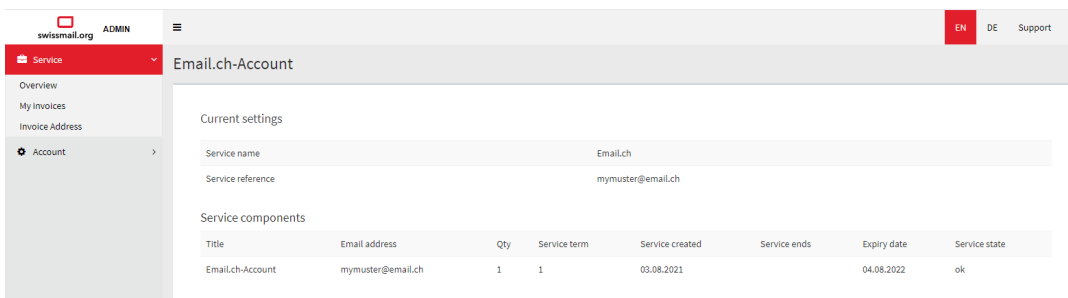 swissmail.org ADMIN ≡ EN DE Support
Service
Email.ch-Account
Overview
My invoices
Invoice Address
Account
Current settings
Service name Email.ch
Service reference mymuster@email.ch
Service components
Title Email address Qty Service term Service created Service ends Expiry date Service state
Email.ch-Account mymuster@email.ch 1 1 03.08.2021 04.08.2022 ok